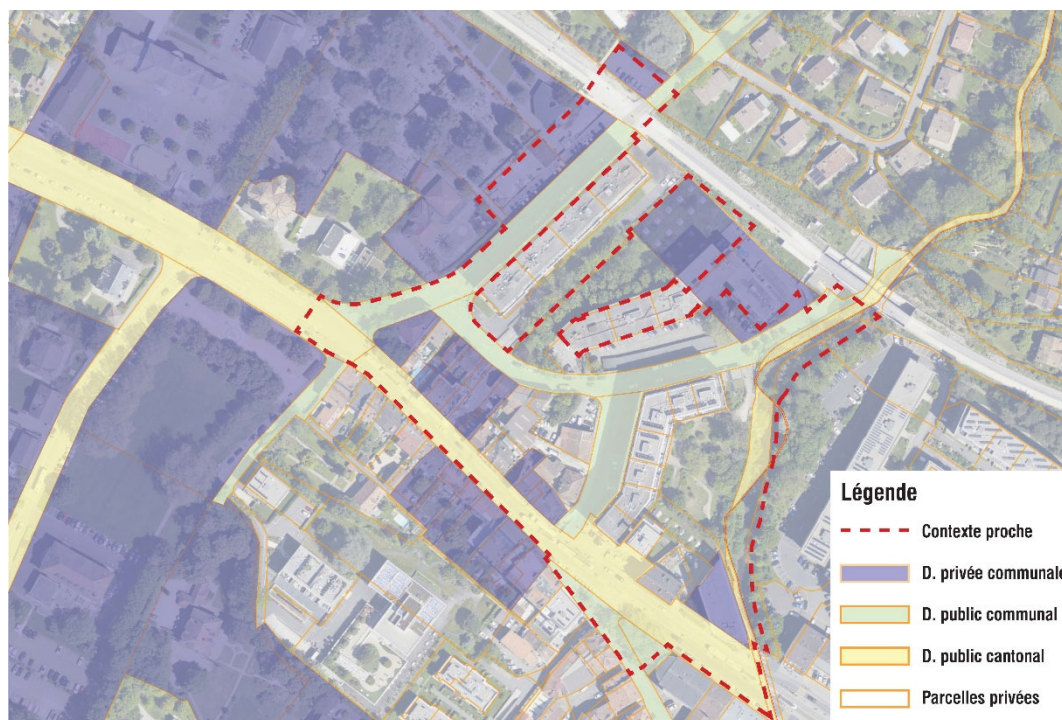 Légende
Contexte proche
D. privée communale
D. public communal
D. public cantonal
Parcelles privées